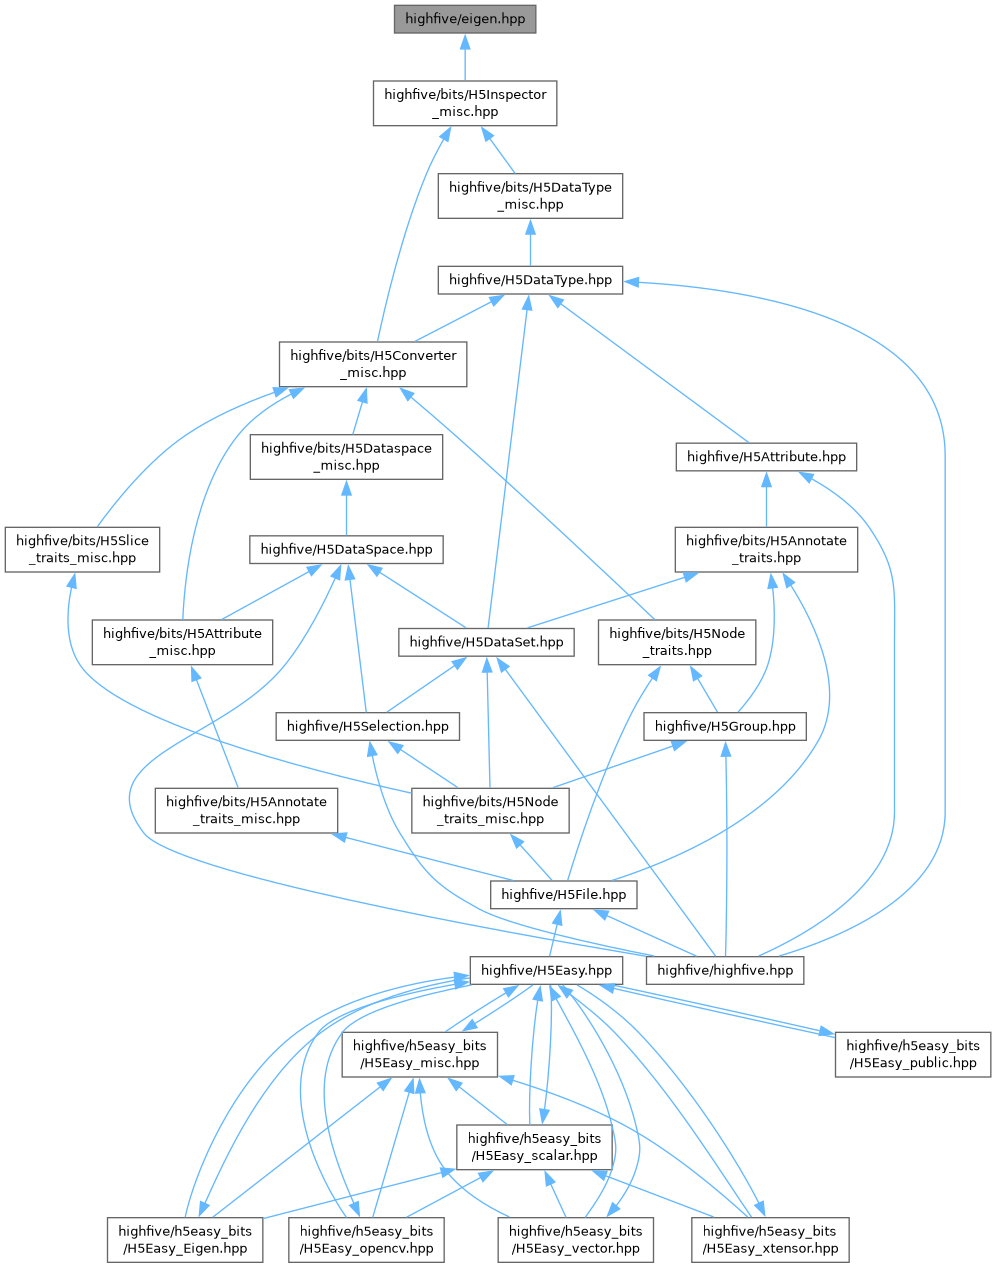 highfive/eigen.hpp
highfive/bits/H5Inspector
_misc.hpp
highfive/bits/H5DataType
_misc.hpp
highfive/H5DataType.hpp
highfive/bits/H5Converter
_misc.hpp
highfive/bits/H5Dataspace
_misc.hpp
highfive/H5Attribute.hpp
highfive/bits/H5Slice
_traits_misc.hpp
highfive/H5DataSpace.hpp
highfive/bits/H5Annotate
_traits.hpp
highfive/bits/H5Attribute
_misc.hpp
highfive/H5DataSet.hpp
highfive/bits/H5Node
_traits.hpp
highfive/H5Selection.hpp
highfive/H5Group.hpp
highfive/bits/H5Annotate
_traits_misc.hpp
highfive/bits/H5Node
_traits_misc.hpp
highfive/H5File.hpp
highfive/H5Easy.hpp
highfive/highfive.hpp
highfive/h5easy_bits
/H5Easy_misc.hpp
highfive/h5easy_bits
/H5Easy_public.hpp
highfive/h5easy_bits
/H5Easy_scalar.hpp
highfive/h5easy_bits
/H5Easy_Eigen.hpp
highfive/h5easy_bits
/H5Easy_opencv.hpp
highfive/h5easy_bits
/H5Easy_vector.hpp
highfive/h5easy_bits
/H5Easy_xtensor.hpp